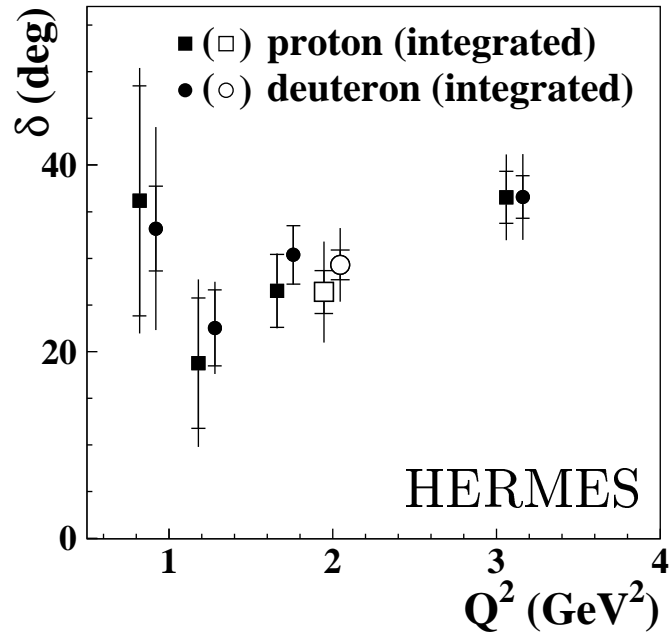 δ (deg)
■ (□) proton (integrated)
● (○) deuteron (integrated)
40
20
0
HERMES
1 2 3 4
Q² (GeV²)